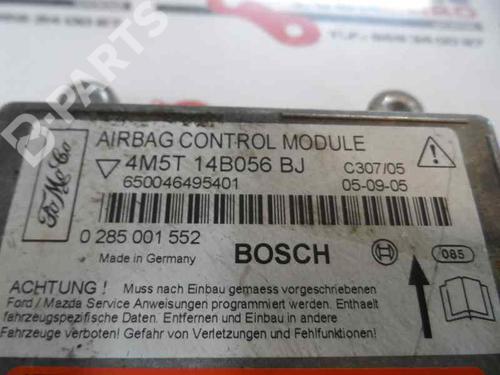 AIRBAG CONTROL MODULE
4M5T 14B056 BJ
C307/05
650046495401
05-09-05
FoMoCo
0 285 001 552
BOSCH
085
Made in Germany
ACHTUNG ! Muss nach Einbau gemaess vorgeschriebenen
Ford / Mazda Service Anweisungen programmiert werden. Enthaelt
fahrzeugspezifische Daten. Entfernen und Einbau in andere
Fahrzeuge verboten! Gefahr von Verletzungen und Fehlfunktionen!
B-PARTS